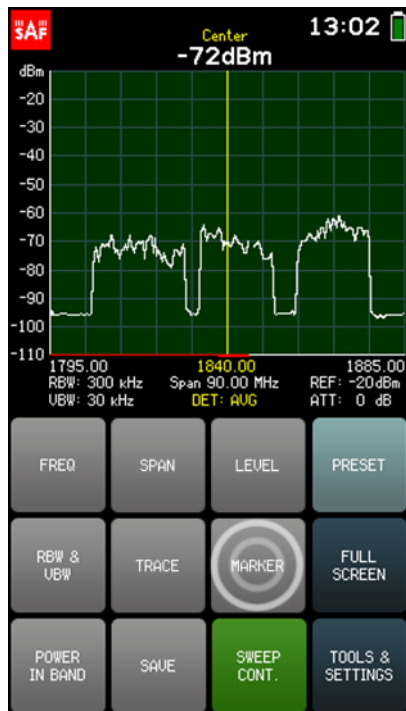 SAF
Center
13:02
-72dBm
dBm
-20
-30
-40
-50
-60
-70
-80
-90
-100
-110
1795.00 1840.00 1885.00
RBW: 300 kHz Span 90.00 MHz REF: -20dBm
VBW: 30 kHz DET: AVG ATT: 0 dB
FREQ SPAN LEVEL PRESET
RBW & VBW TRACE MARKER FULL SCREEN
POWER IN BAND SAVE SWEEP CONT. TOOLS & SETTINGS